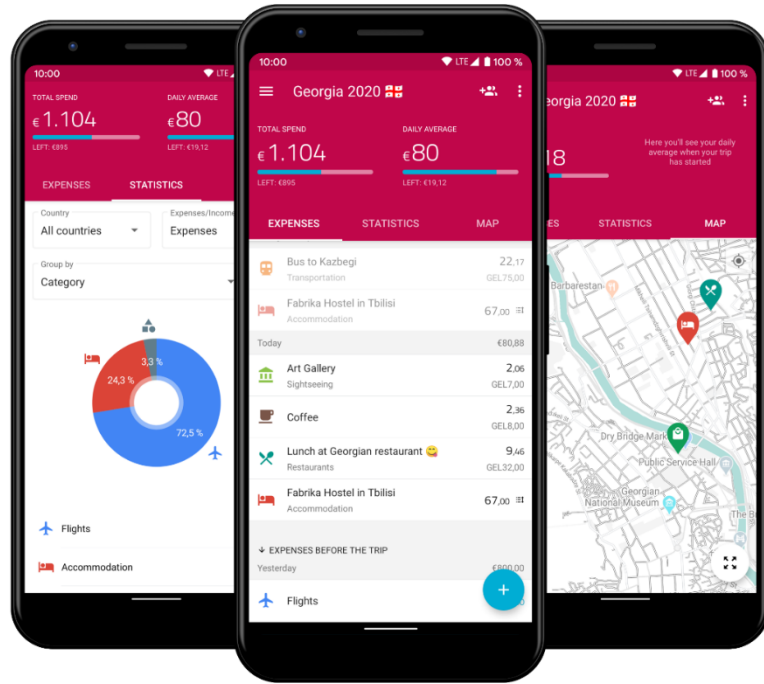 10:00
LTE
TOTAL SPEND
DAILY AVERAGE
€1.104
€80
LEFT: €895
LEFT: €19,12
EXPENSES
STATISTICS
Country
Expenses/Income
All countries
Expenses
Group by
Category
3,3 %
24,3 %
72,5 %
Flights
Accommodation
10:00
LTE 100 %
Georgia 2020 🇬🇪
TOTAL SPEND
DAILY AVERAGE
€1.104
€80
LEFT: €895
LEFT: €19,12
EXPENSES STATISTICS MAP
Bus to Kazbegi 22,17
Transportation GEL75,00
Fabrika Hostel in Tbilisi 67,00
Accommodation
Today €80,88
Art Gallery 2,06
Sightseeing GEL7,00
Coffee 2,36
GEL8,00
Lunch at Georgian restaurant 😋 9,46
Restaurants GEL32,00
Fabrika Hostel in Tbilisi 67,00
Accommodation
↓ EXPENSES BEFORE THE TRIP
Yesterday €800,00
Flights
+
LTE 100 %
eorgia 2020 🇬🇪
18
Here you'll see your daily
average when your trip
has started
ES STATISTICS MAP
Barbarestan
Dry Bridge Mark
Public Service Hall
Georgian
National Museum
The B